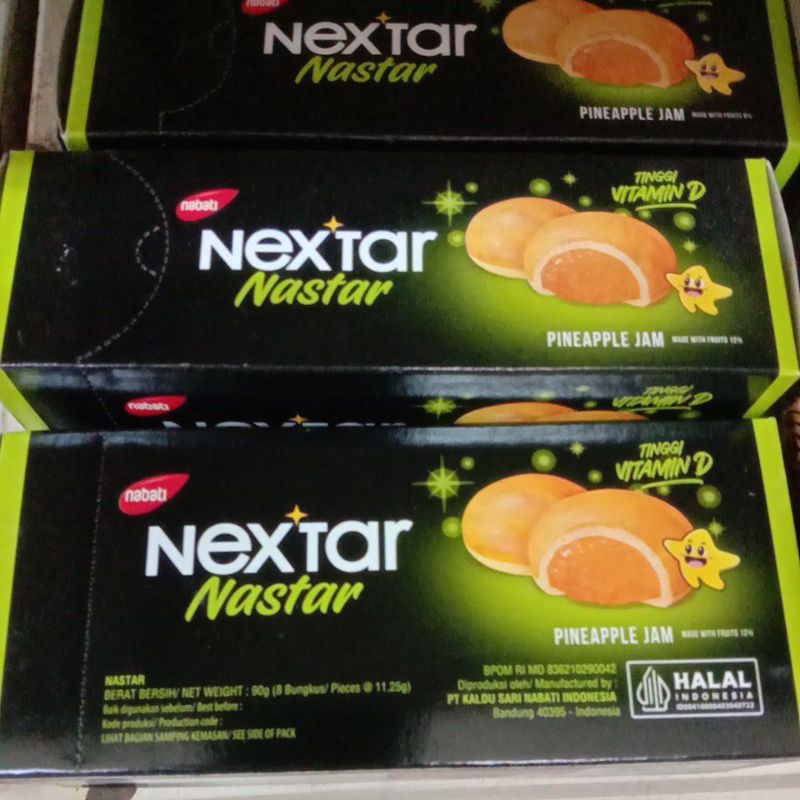 nabati
NexTar
Nastar
PINEAPPLE JAM
nabati
NexTar
Nastar
TINGGI
VITAMIN D
PINEAPPLE JAM MADE WITH FRUITS 12%
nabati
TINGGI
VITAMIN D
nabati
NexTar
Nastar
TINGGI
VITAMIN D
PINEAPPLE JAM MADE WITH FRUITS 12%
NASTAR
BERAT BERSIH/ NET WEIGHT : 90g (8 Bungkus/ Pieces @ 11.25g)
Baik digunakan sebelum/ Best before :
Kode produksi/ Production code :
LIHAT BAGIAN SAMPING KEMASAN/ SEE SIDE OF PACK
BPOM RI MD 836210290042
Diproduksi oleh/ Manufactured by :
PT KALDU SARI NABATI INDONESIA
Bandung 40395 - Indonesia
HALAL
INDONESIA